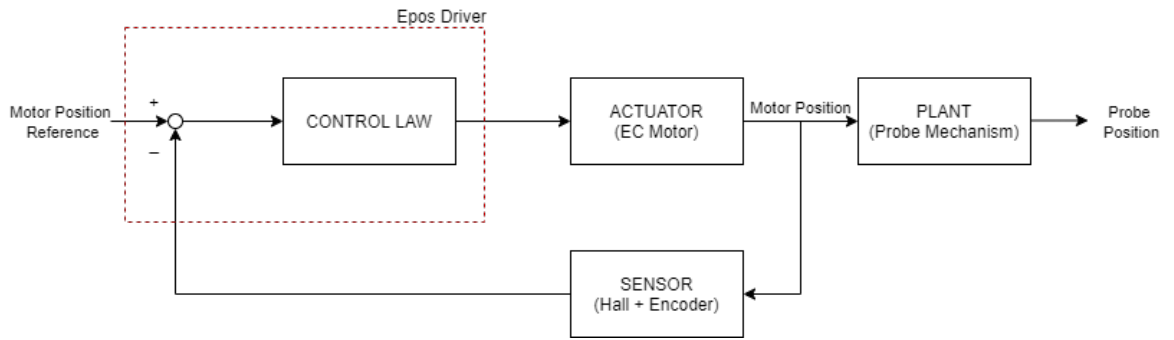 Epos Driver
Motor Position
Reference
+
−
CONTROL LAW
ACTUATOR
(EC Motor)
Motor Position
PLANT
(Probe Mechanism)
Probe
Position
SENSOR
(Hall + Encoder)